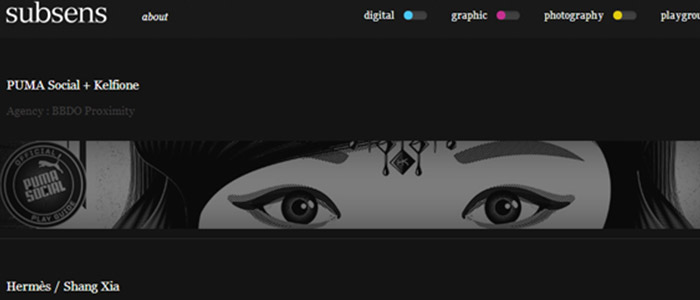 subsens
about
digital
graphic
photography
playgrou
PUMA Social + Kelfione
Agency : BBDO Proximity
OFFICIALL
PUMA
SOCIAL
PLAY GUIDE
Hermès / Shang Xia